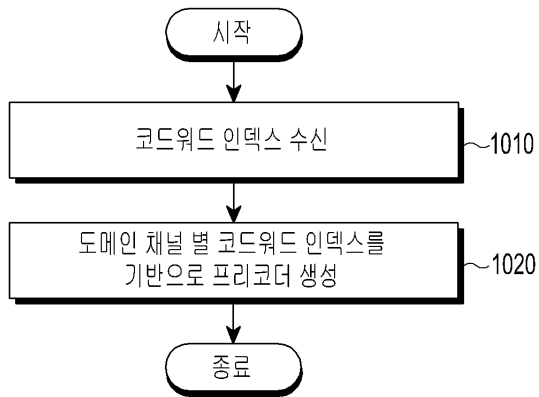 시작
코드워드 인덱스 수신
1010
도메인 채널 별 코드워드 인덱스를
기반으로 프리코더 생성
1020
종료